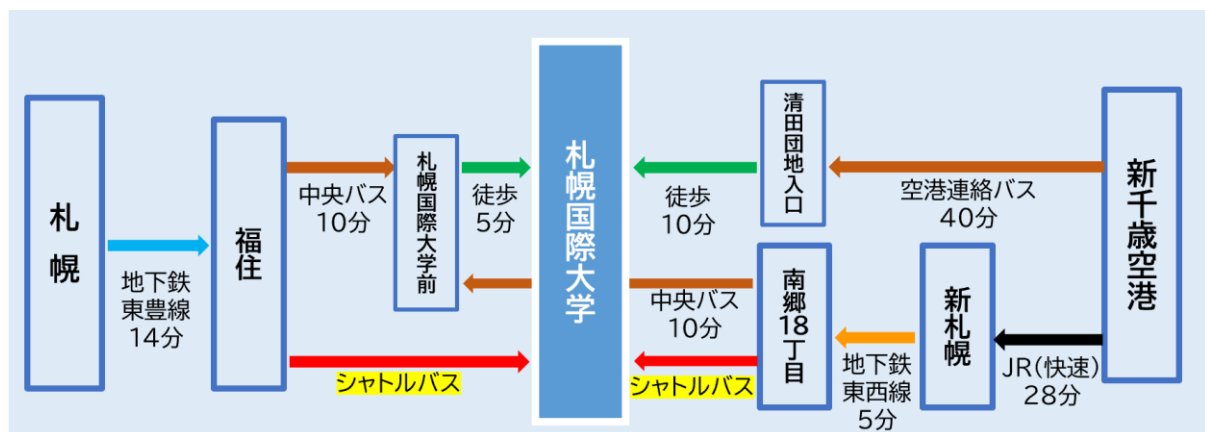 札幌
地下鉄
東豊線
14分
福住
中央バス
10分
札幌国際大学前
徒歩
5分
シャトルバス
札幌国際大学
徒歩
10分
清田団地入口
空港連絡バス
40分
新千歳空港
中央バス
10分
シャトルバス
南郷18丁目
地下鉄
東西線
5分
新札幌
JR(快速)
28分